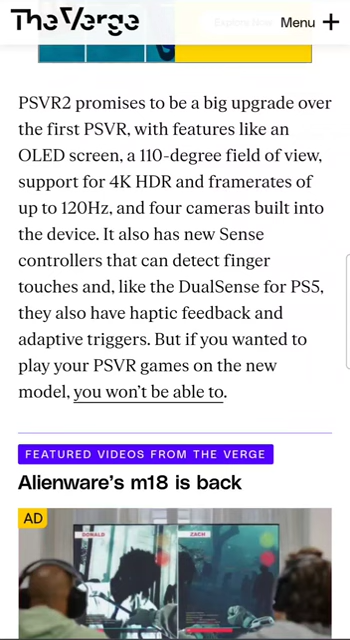 The Verge
Menu +
PSVR2 promises to be a big upgrade over
the first PSVR, with features like an
OLED screen, a 110-degree field of view,
support for 4K HDR and framerates of
up to 120Hz, and four cameras built into
the device. It also has new Sense
controllers that can detect finger
touches and, like the DualSense for PS5,
they also have haptic feedback and
adaptive triggers. But if you wanted to
play your PSVR games on the new
model, you won't be able to.
FEATURED VIDEOS FROM THE VERGE
Alienware's m18 is back
AD
DONALD
ZACH